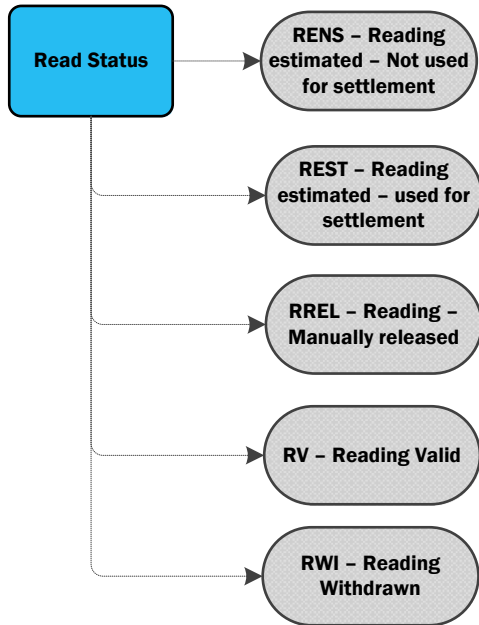 Read Status
RENS – Reading
estimated – Not used
for settlement
REST – Reading
estimated – used for
settlement
RREL – Reading –
Manually released
RV – Reading Valid
RWI – Reading
Withdrawn